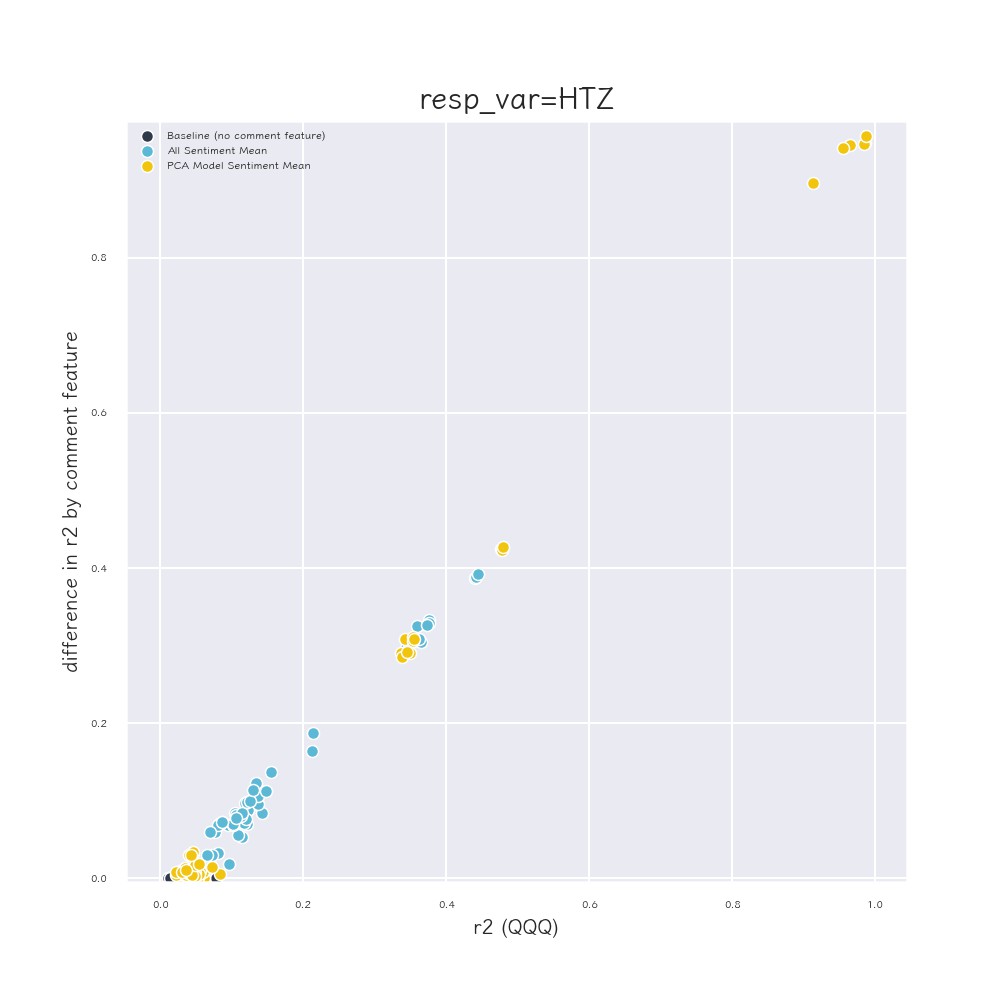 resp_var=HTZ
Baseline (no comment feature)
All Sentiment Mean
PCA Model Sentiment Mean
difference in r2 by comment feature
0.8
0.6
0.4
0.2
0.0
0.0 0.2 0.4 0.6 0.8 1.0
r2 (QQQ)